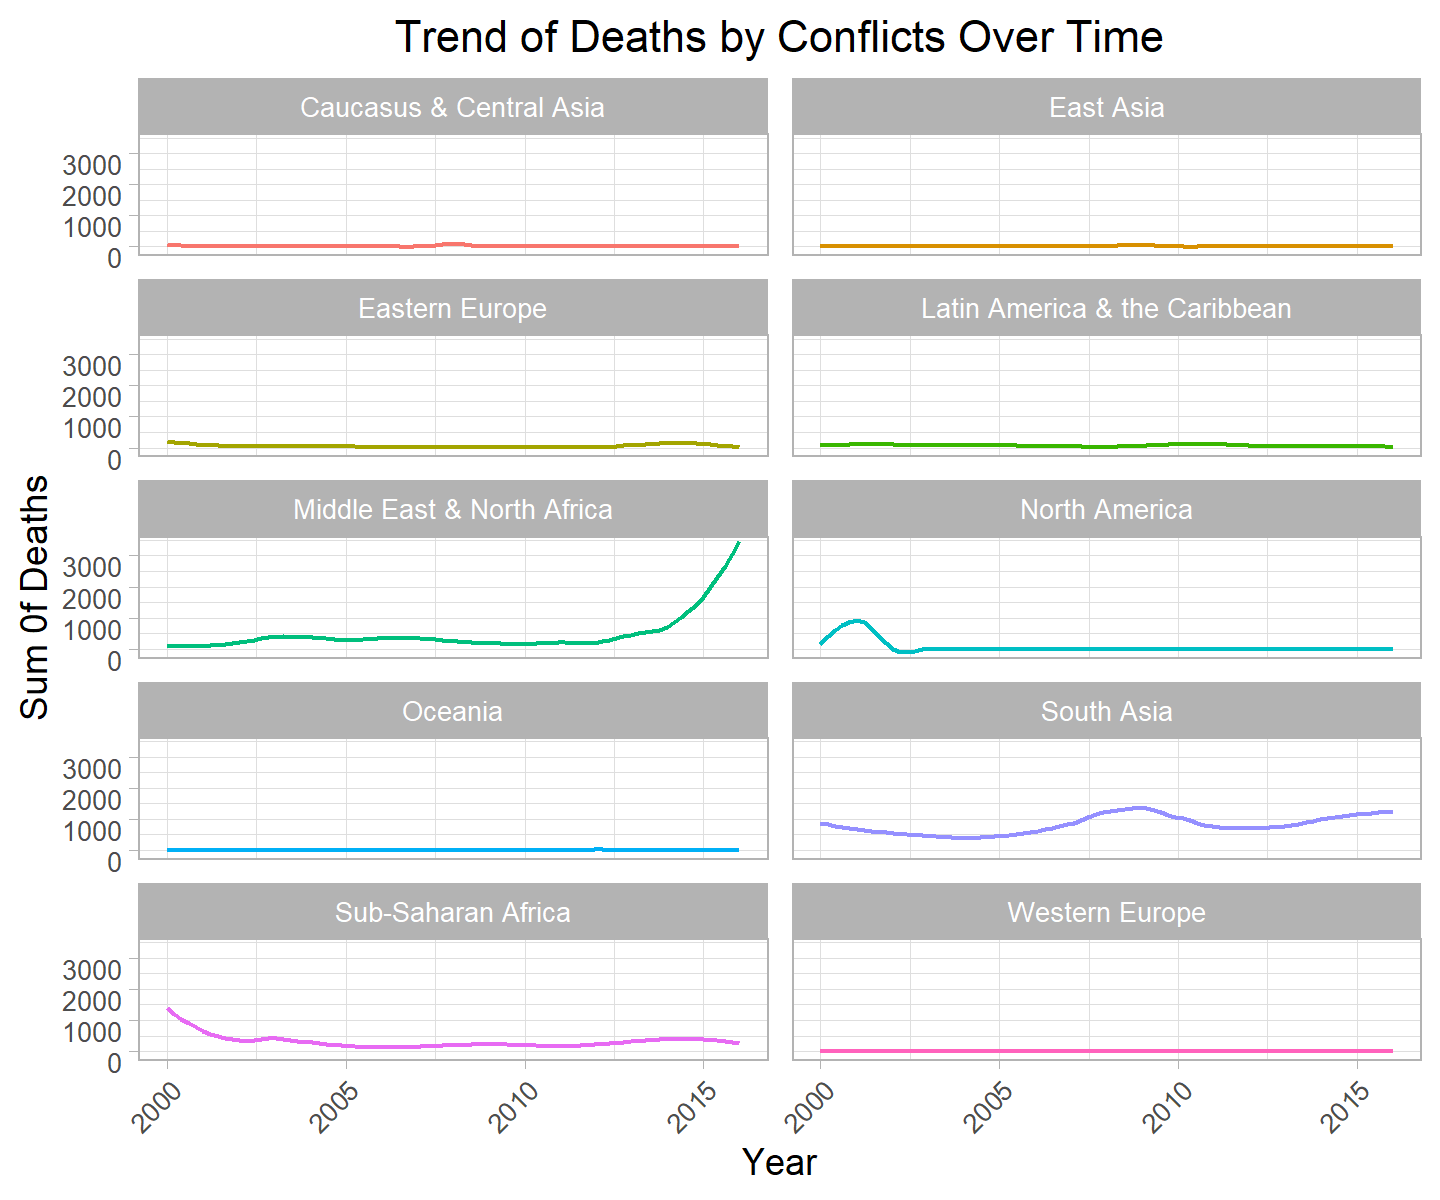 Trend of Deaths by Conflicts Over Time
Caucasus & Central Asia
East Asia
3000
2000
1000
0
Eastern Europe
Latin America & the Caribbean
3000
2000
1000
0
Middle East & North Africa
North America
3000
2000
1000
0
Oceania
South Asia
3000
2000
1000
0
Sub-Saharan Africa
Western Europe
3000
2000
1000
0
Sum 0f Deaths
2000 2005 2010 2015 2000 2005 2010 2015
Year